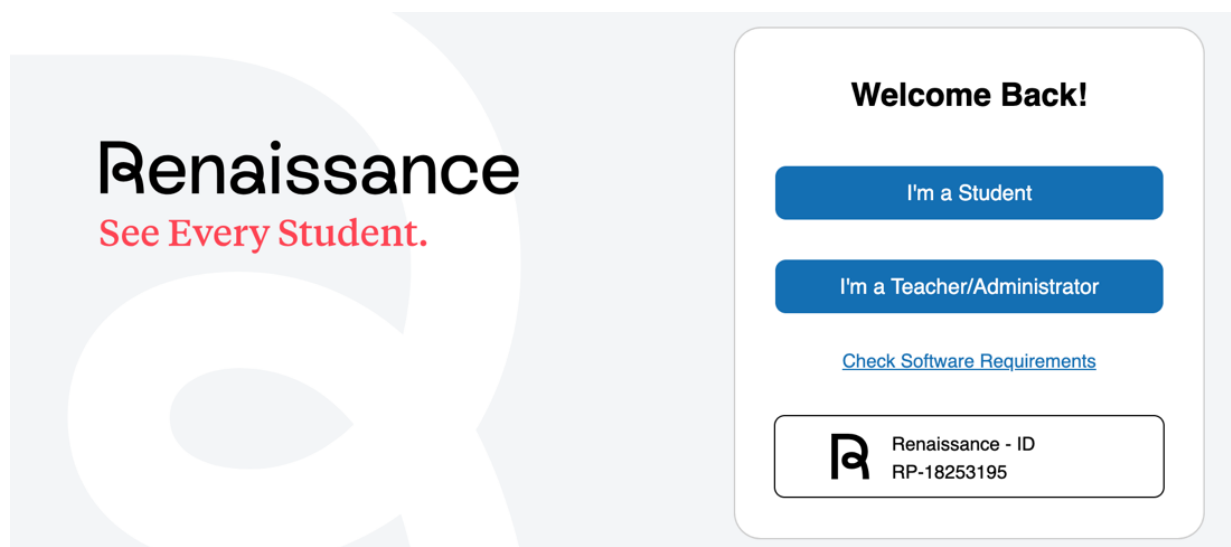 Renaissance
See Every Student.
Welcome Back!
I'm a Student
I'm a Teacher/Administrator
Check Software Requirements
Renaissance - ID
RP-18253195